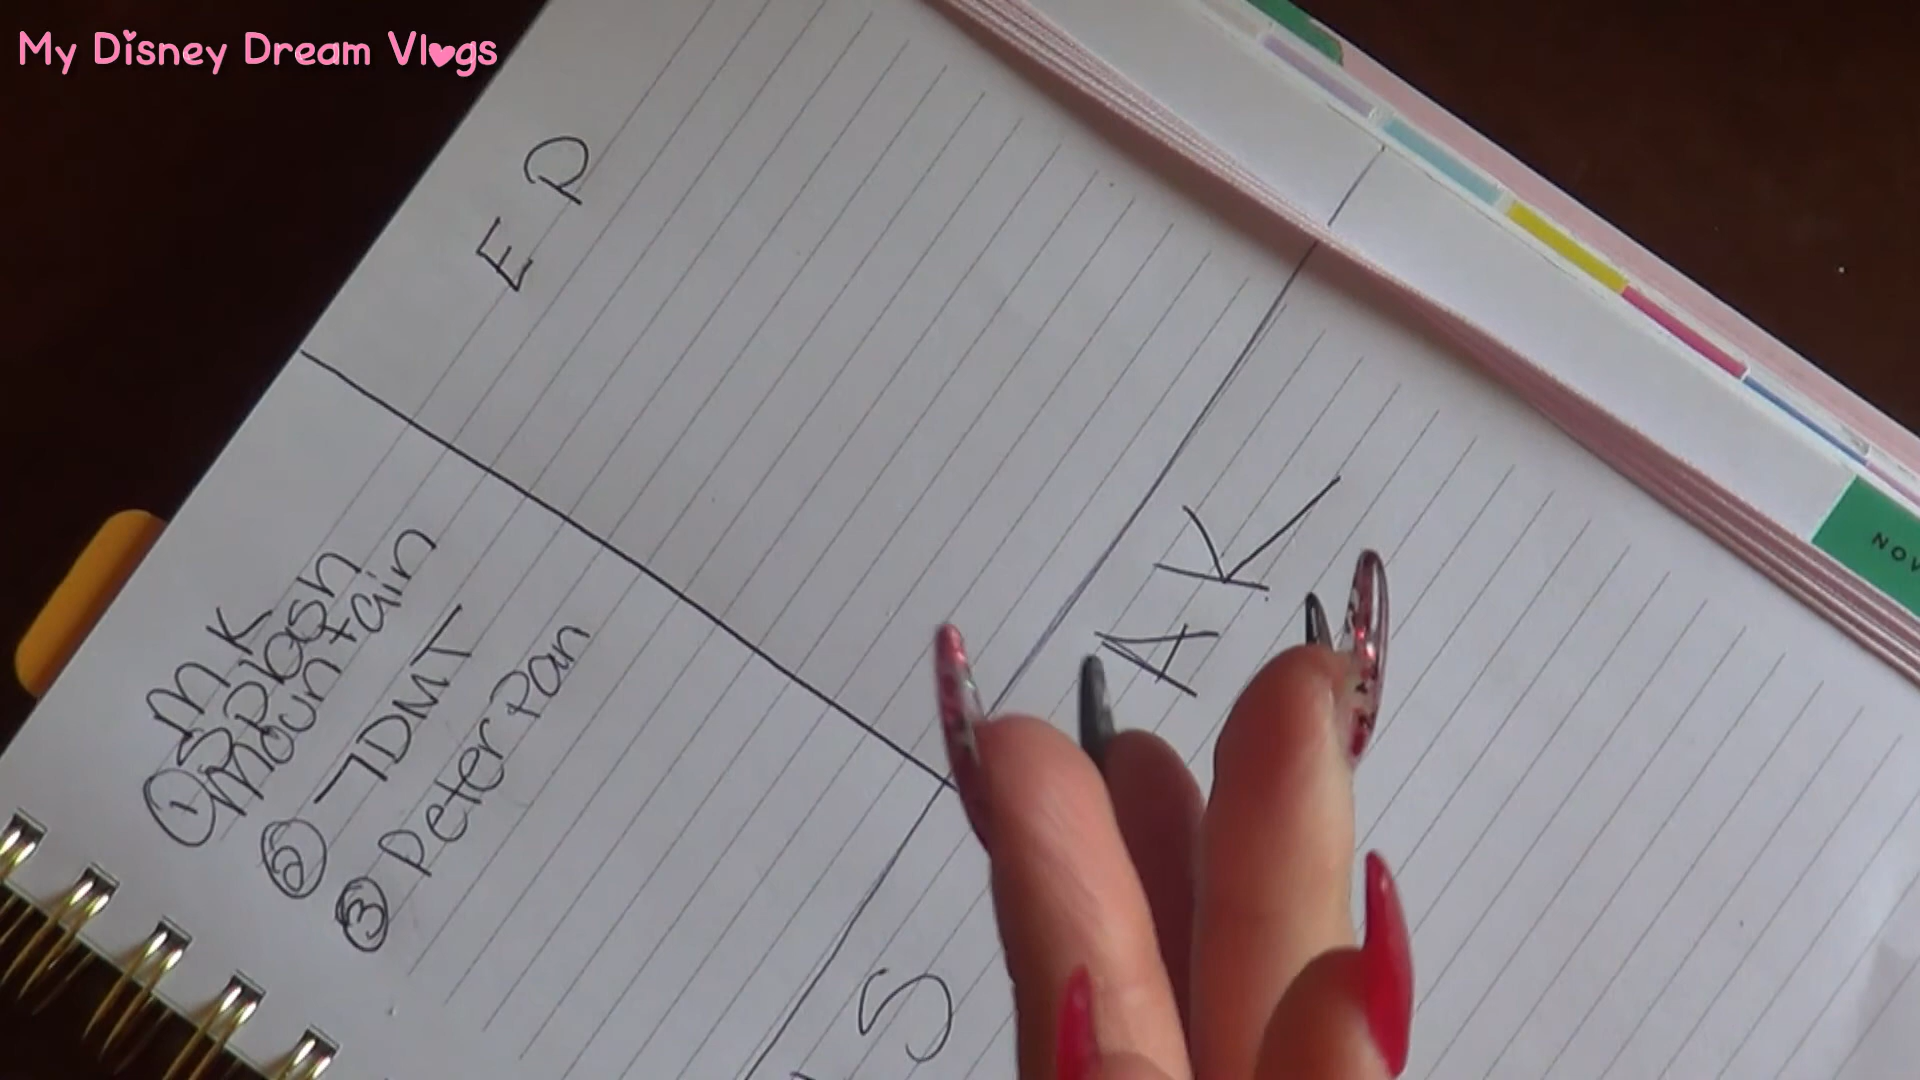 My Disney Dream Vlogs
MK
① Splash
Mountain
② 7DMT
③ Peter Pan
EP
AK
S
NOV